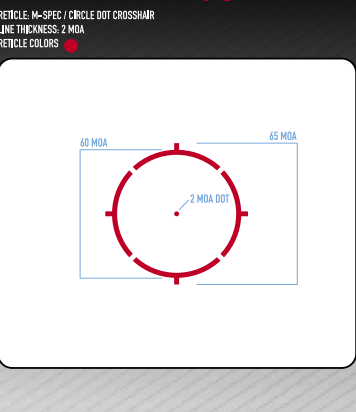 RETICLE: M-SPEC / CIRCLE DOT CROSSHAIR
LINE THICKNESS: 2 MOA
RETICLE COLORS
60 MOA
65 MOA
2 MOA DOT